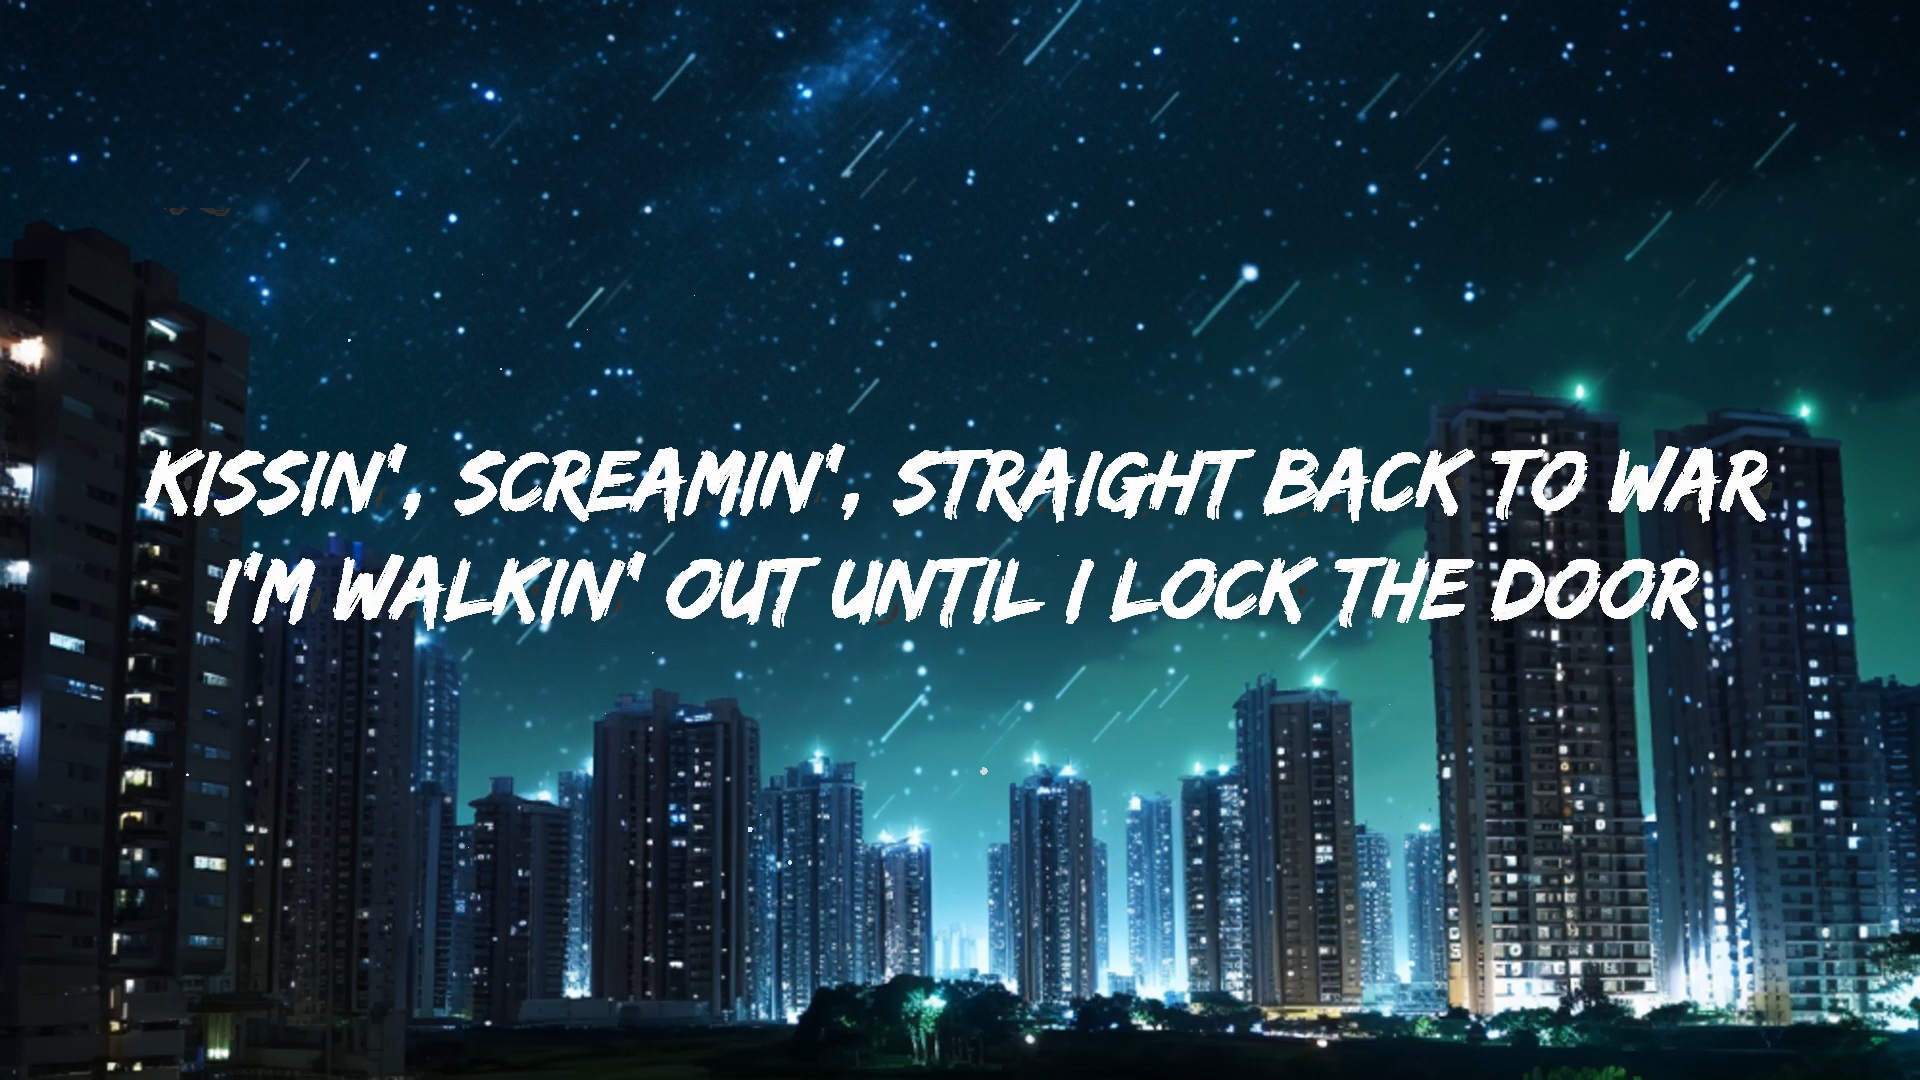 KISSIN', SCREAMIN', STRAIGHT BACK TO WAR
I'M WALKIN' OUT UNTIL I LOCK THE DOOR